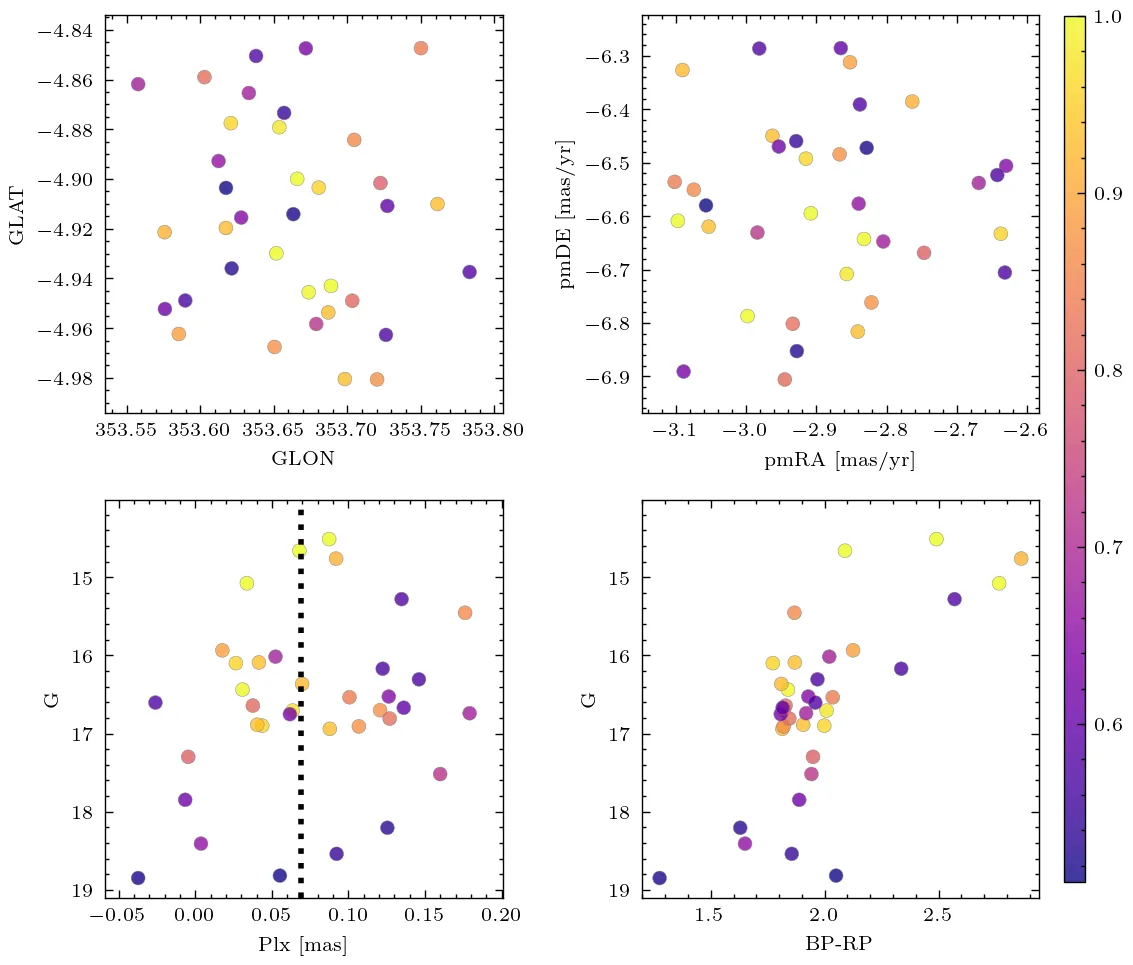 −4.84
−4.86
−4.88
−4.90
−4.92
−4.94
−4.96
−4.98
GLAT
353.55 353.60 353.65 353.70 353.75 353.80
GLON
−6.3
−6.4
−6.5
−6.6
−6.7
−6.8
−6.9
pmDE [mas/yr]
−3.1 −3.0 −2.9 −2.8 −2.7 −2.6
pmRA [mas/yr]
1.0
0.9
0.8
0.7
0.6
15
16
17
18
19
G
−0.05 0.00 0.05 0.10 0.15 0.20
Plx [mas]
15
16
17
18
19
G
1.5 2.0 2.5
BP-RP